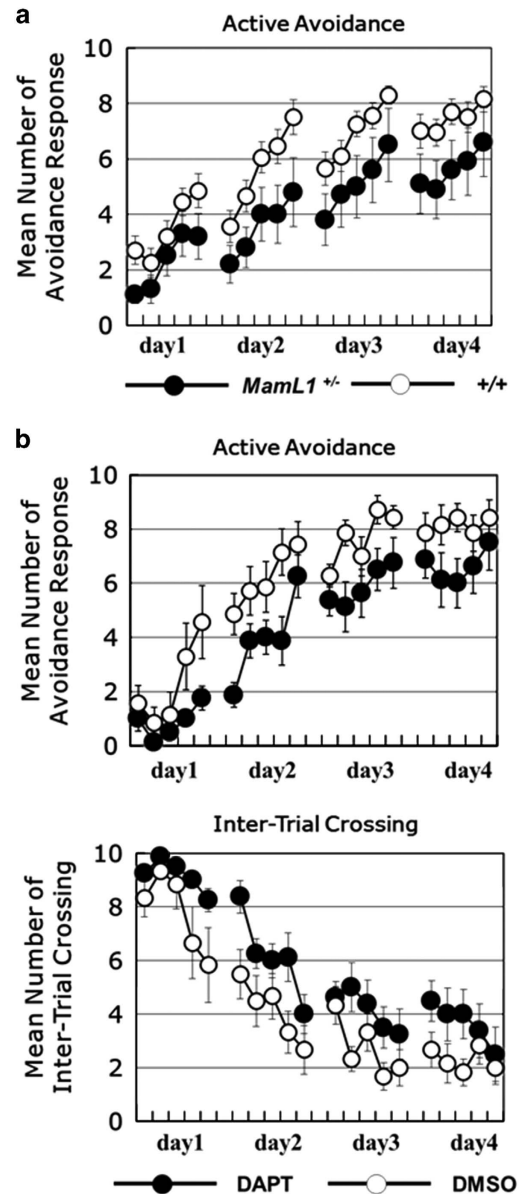 a
Active Avoidance
Mean Number of
Avoidance Response
10
8
6
4
2
0
day1 day2 day3 day4
MamL1 +/- +/+
b
Active Avoidance
Mean Number of
Avoidance Response
10
8
6
4
2
0
day1 day2 day3 day4
Inter-Trial Crossing
Mean Number of
Inter-Trial Crossing
10
8
6
4
2
0
day1 day2 day3 day4
DAPT DMSO